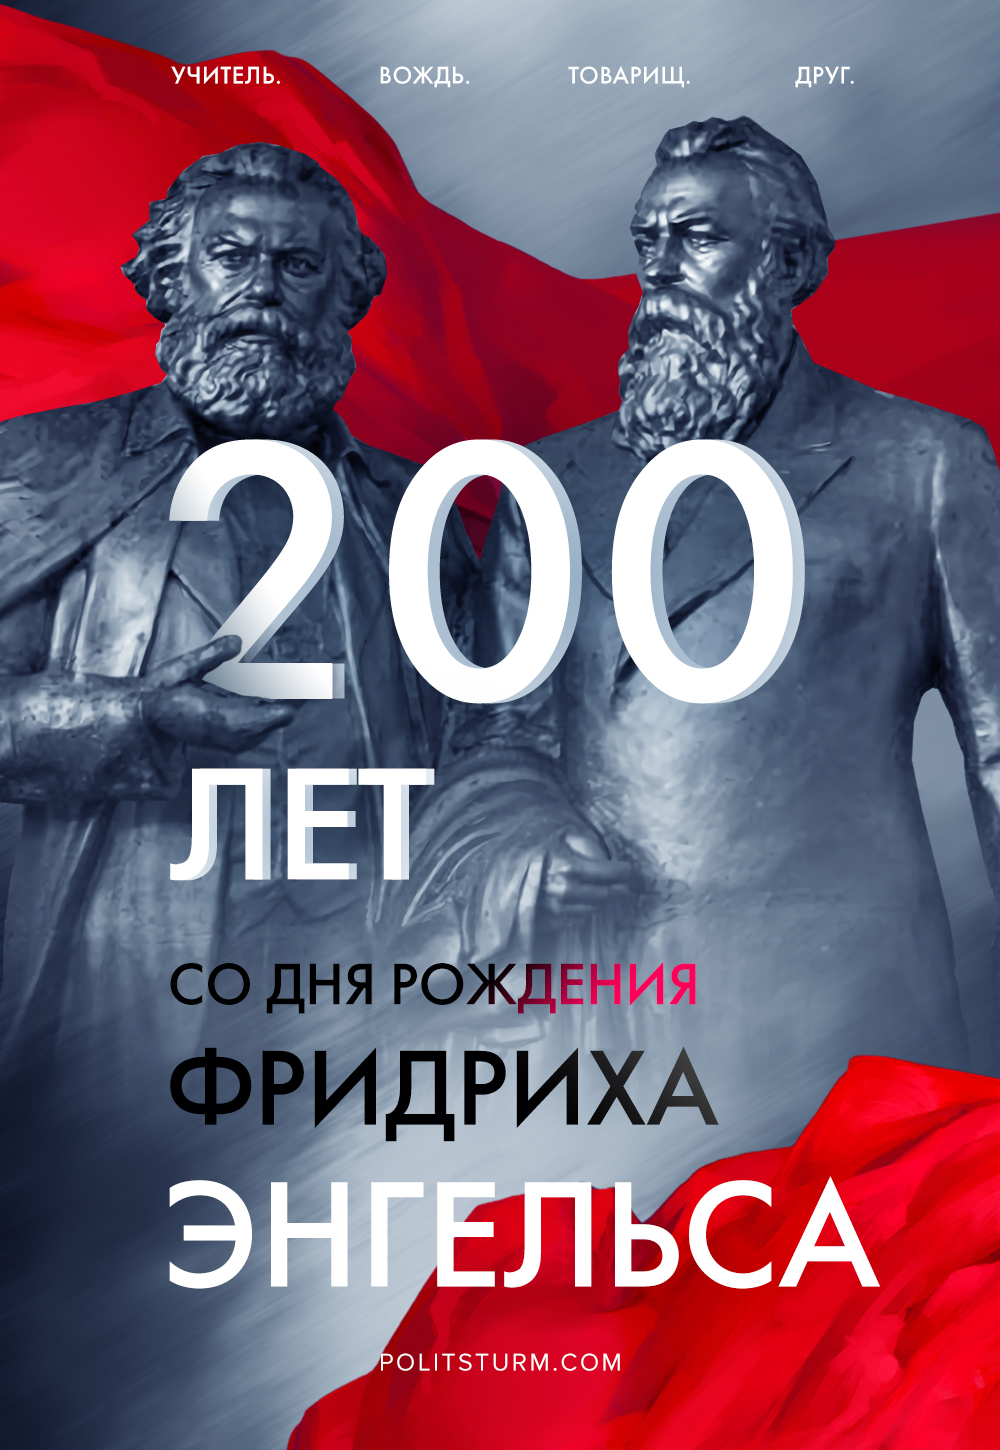 УЧИТЕЛЬ. ВОЖДЬ. ТОВАРИЩ. ДРУГ.
200
ЛЕТ
СО ДНЯ РОЖДЕНИЯ
ФРИДРИХА
ЭНГЕЛЬСА
POLITSTURM.COM